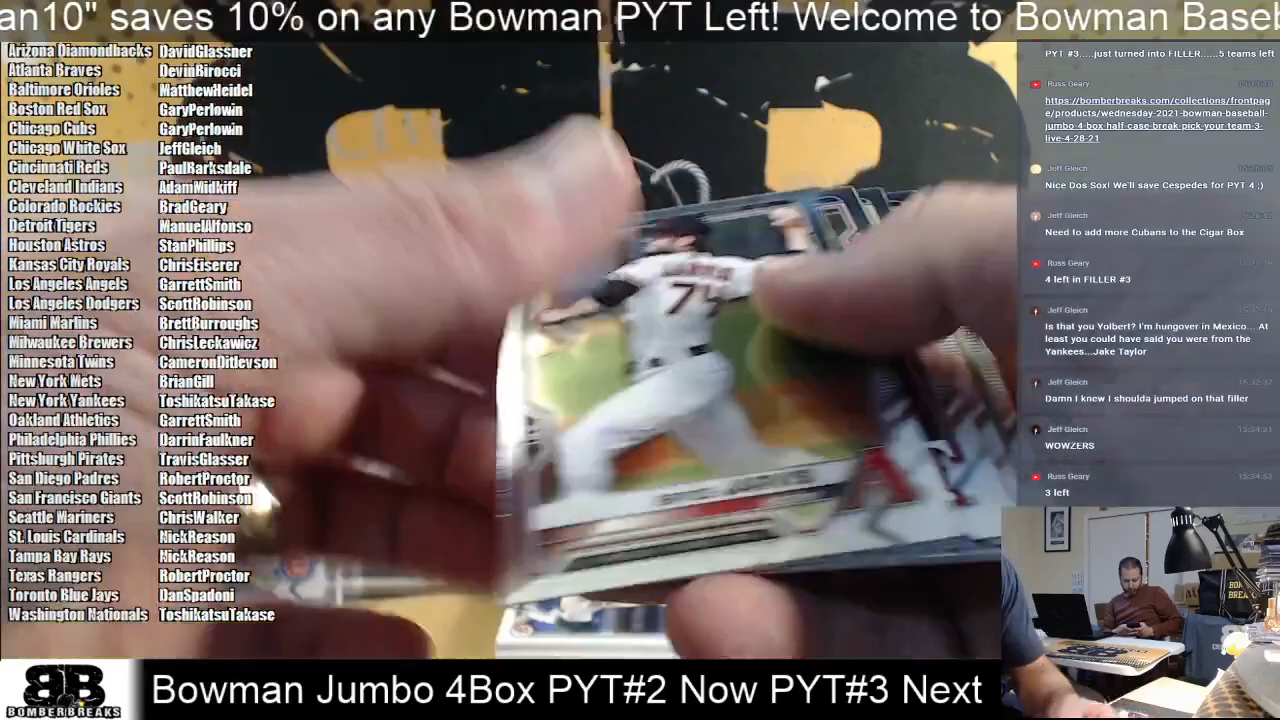 an10" saves 10% on any Bowman PYT Left! Welcome to Bowman Baseb
Arizona Diamondbacks DavidGlassner
Atlanta Braves DevinBirocci
Baltimore Orioles MatthewHeidel
Boston Red Sox GaryPerlowin
Chicago Cubs GaryPerlowin
Chicago White Sox JeffGleich
Cincinnati Reds PaulBarksdale
Cleveland Indians AdamMidkiff
Colorado Rockies BradGeary
Detroit Tigers ManuelAlfonso
Houston Astros StanPhillips
Kansas City Royals ChrisEiserer
Los Angeles Angels GarrettSmith
Los Angeles Dodgers ScottRobinson
Miami Marlins BrettBurroughs
Milwaukee Brewers ChrisLeckawicz
Minnesota Twins CameronDitlevson
New York Mets BrianGill
New York Yankees ToshikatsuTakase
Oakland Athletics GarrettSmith
Philadelphia Phillies DarrinFaulkner
Pittsburgh Pirates TravisGlasser
San Diego Padres RobertProctor
San Francisco Giants ScottRobinson
Seattle Mariners ChrisWalker
St. Louis Cardinals NickReason
Tampa Bay Rays NickReason
Texas Rangers RobertProctor
Toronto Blue Jays DanSpadoni
Washington Nationals ToshikatsuTakase
PYT #3.....just turned into FILLER......5 teams left
Russ Geary
https://bomberbreaks.com/collections/frontpag
e/products/wednesday-2021-bowman-baseball-
jumbo-4-box-half-case-break-pick-your-team-3-
live-4-28-21
Jeff Gleich
Nice Dos Sox! We'll save Cespedes for PYT 4 ;)
Jeff Gleich
Need to add more Cubans to the Cigar Box
Russ Geary
4 left in FILLER #3
Jeff Gleich
Is that you Yolbert? I'm hungover in Mexico... At
least you could have said you were from the
Yankees...Jake Taylor
Jeff Gleich 15:32:37
Damn I knew I shoulda jumped on that filler
Jeff Gleich 15:34:31
WOWZERS
Russ Geary 15:34:52
3 left
BB
BOMBERBREAKS
Bowman Jumbo 4Box PYT#2 Now PYT#3 Next